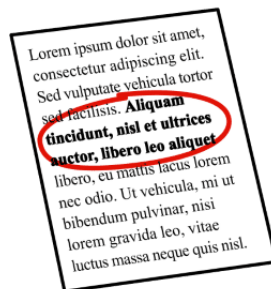 Lorem ipsum dolor sit amet,
consectetur adipiscing elit.
Sed vulputate vehicula tortor
sed facilisis. Aliquam
tincidunt, nisl et ultrices
auctor, libero leo aliquet
libero, eu mattis lacus lorem
nec odio. Ut vehicula, mi ut
bibendum pulvinar, nisi
lorem gravida leo, vitae
luctus massa neque quis nisl.